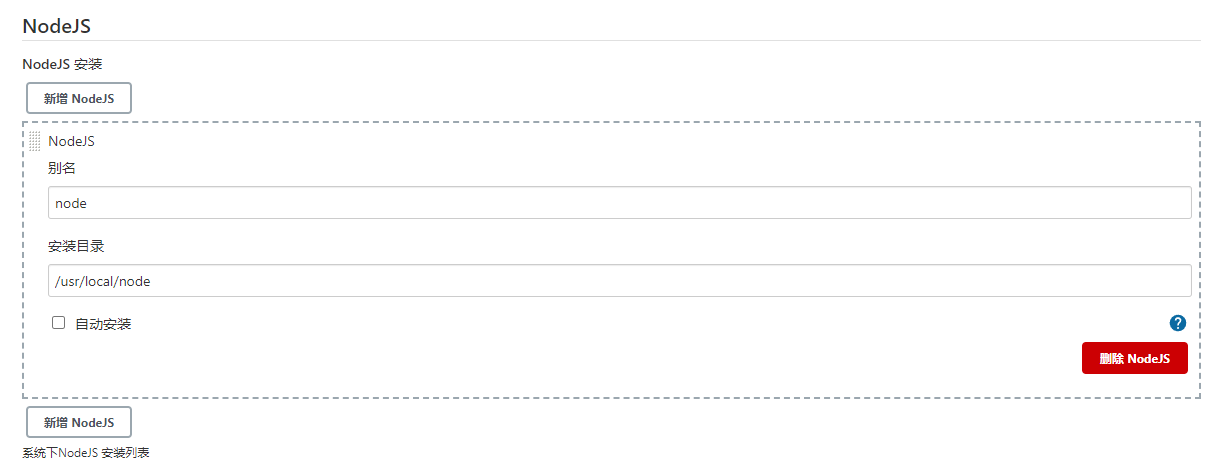 NodeJS
NodeJS 安装
新增 NodeJS
NodeJS
别名
node
安装目录
/usr/local/node
自动安装
?
删除 NodeJS
新增 NodeJS
系统下NodeJS 安装列表